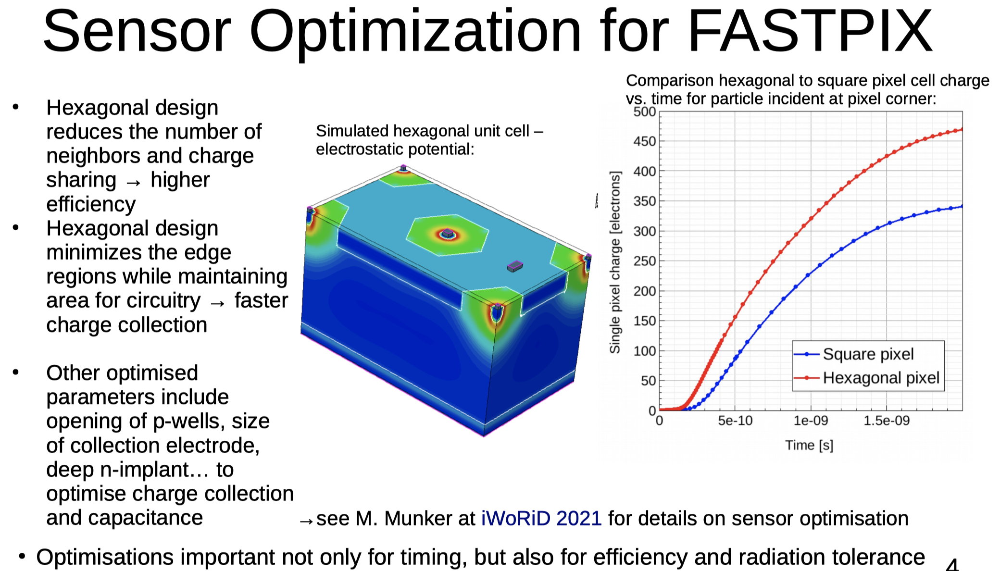 Sensor Optimization for FASTPIX
• Hexagonal design
reduces the number of
neighbors and charge
sharing → higher
efficiency
• Hexagonal design
minimizes the edge
regions while maintaining
area for circuitry → faster
charge collection
• Other optimised
parameters include
opening of p-wells, size
of collection electrode,
deep n-implant… to
optimise charge collection
and capacitance
Simulated hexagonal unit cell –
electrostatic potential:
Comparison hexagonal to square pixel cell charge
vs. time for particle incident at pixel corner:
Single pixel charge [electrons]
500
450
400
350
300
250
200
150
100
50
0
Square pixel
Hexagonal pixel
0 5e-10 1e-09 1.5e-09
Time [s]
→see M. Munker at iWoRiD 2021 for details on sensor optimisation
• Optimisations important not only for timing, but also for efficiency and radiation tolerance
4